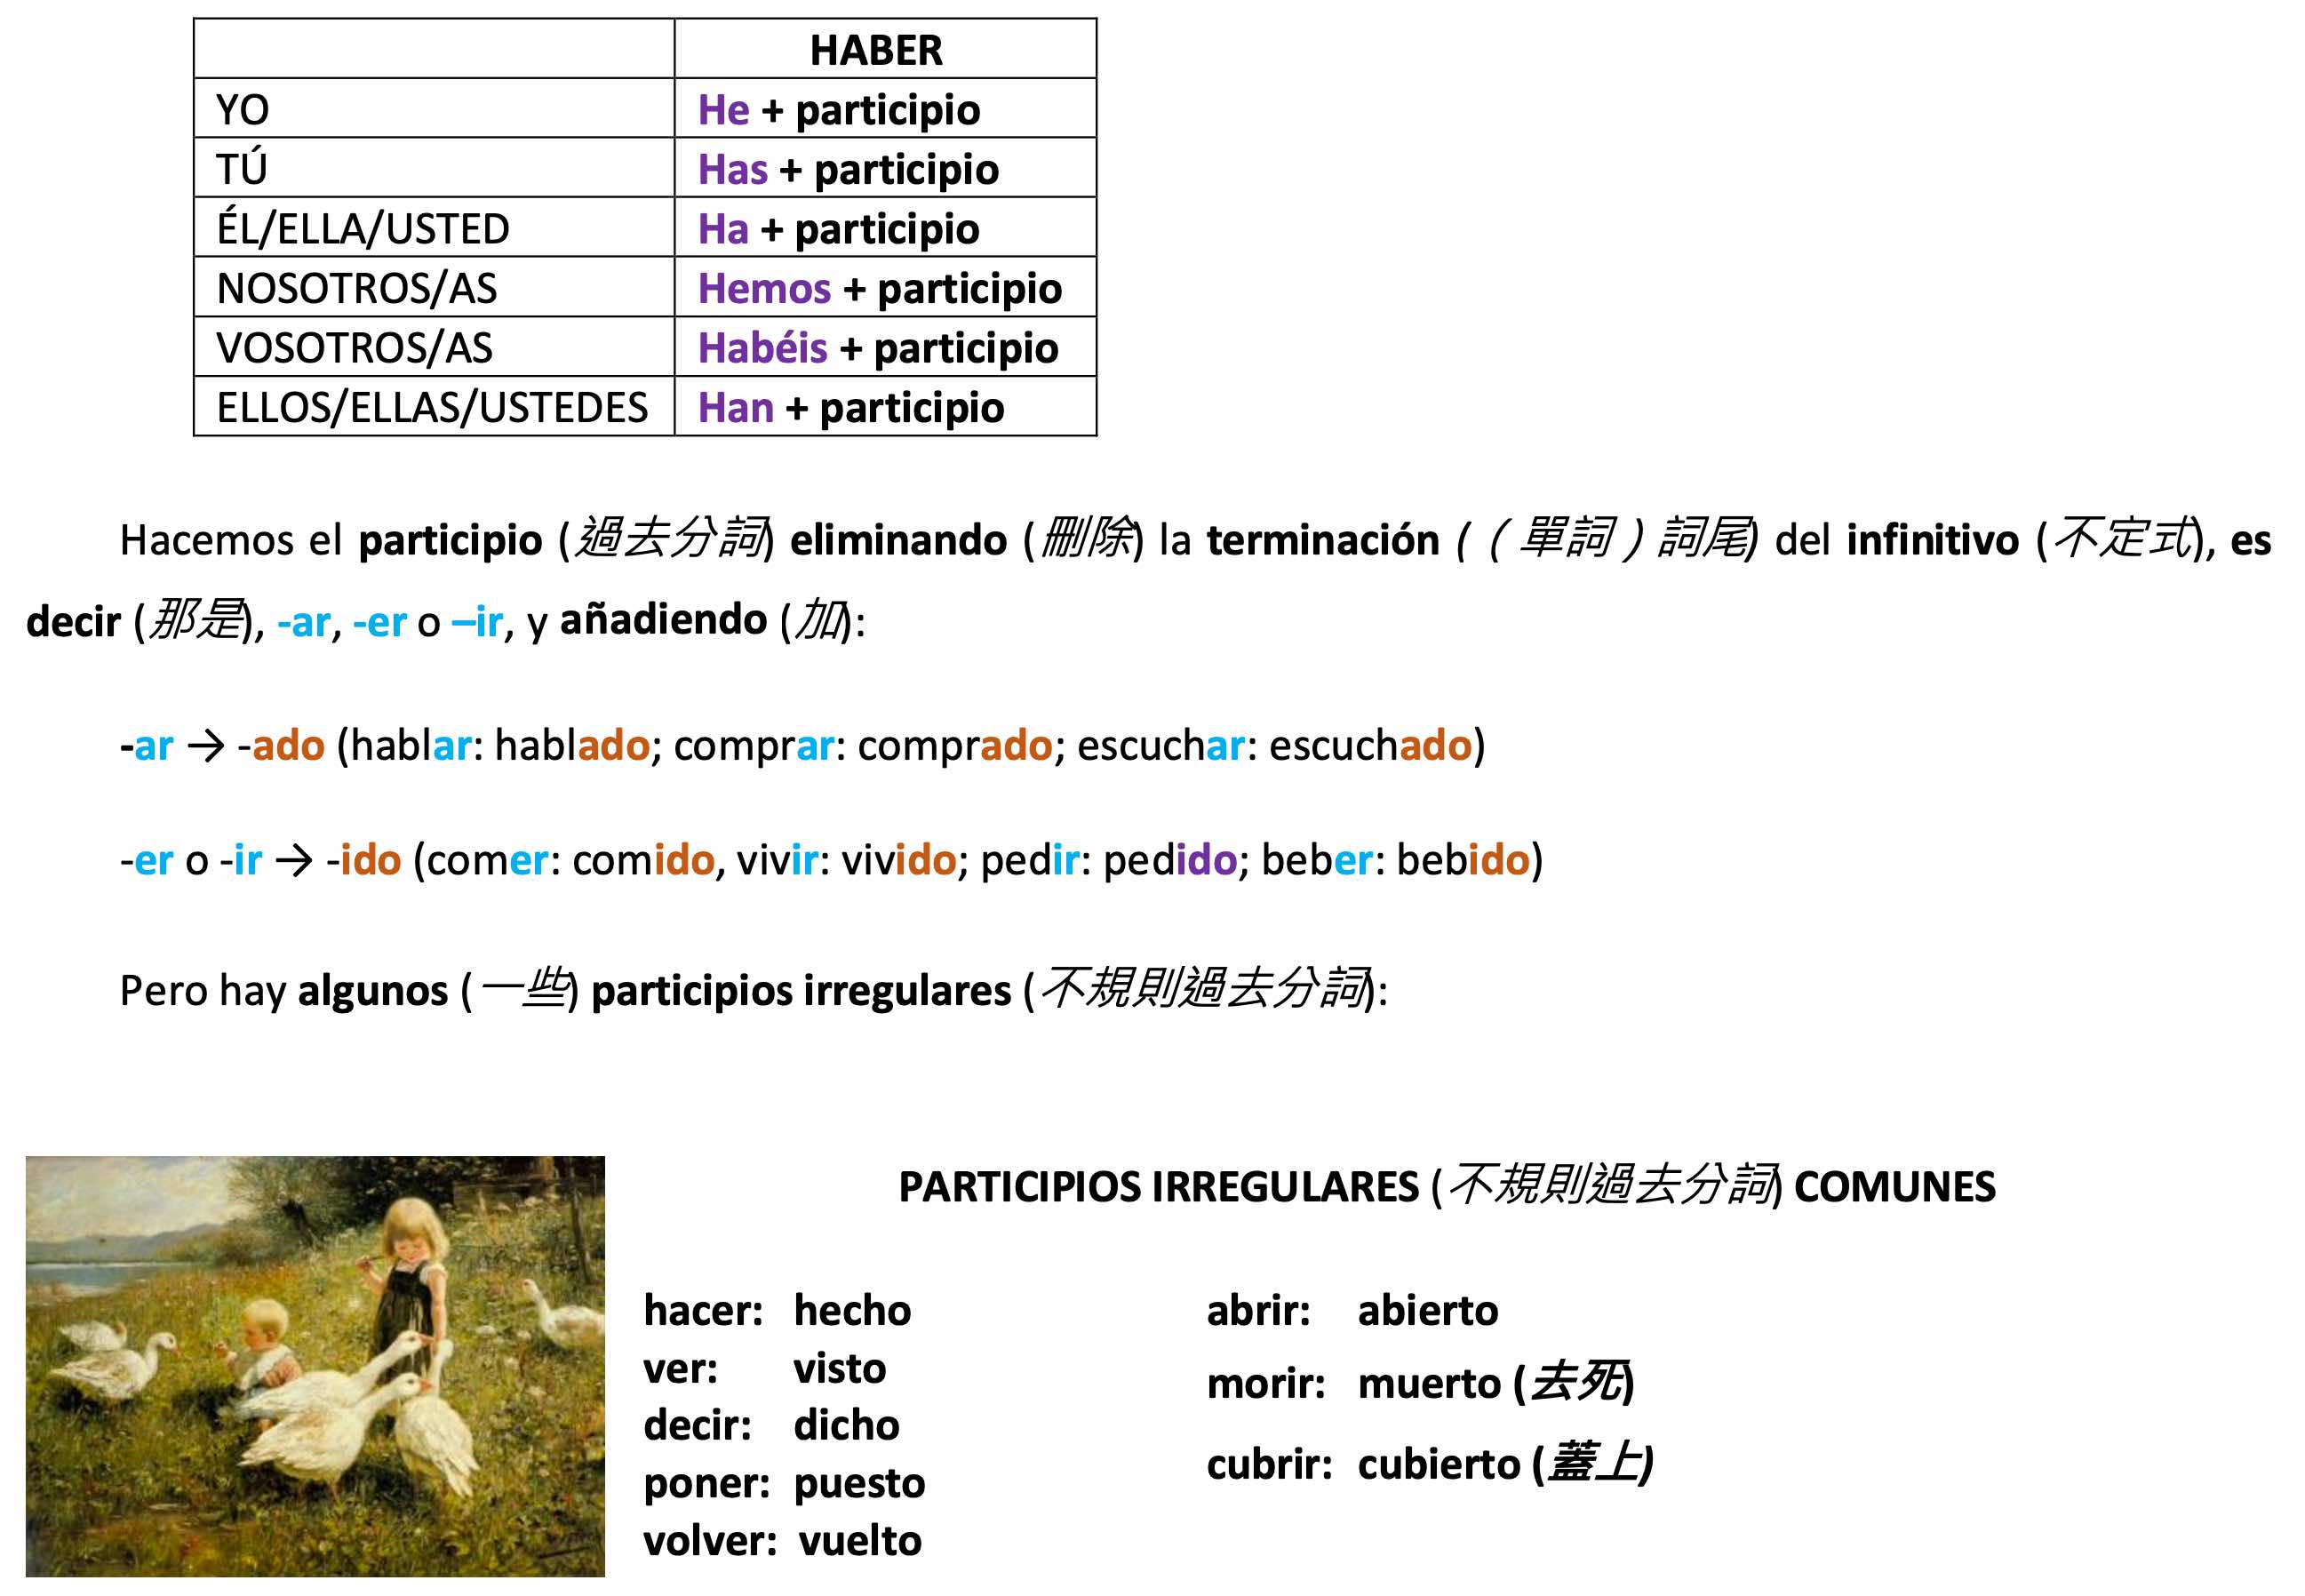 HABER
YO He + participio
TÚ Has + participio
ÉL/ELLA/USTED Ha + participio
NOSOTROS/AS Hemos + participio
VOSOTROS/AS Habéis + participio
ELLOS/ELLAS/USTEDES Han + participio
Hacemos el participio (過去分詞) eliminando (刪除) la terminación ( ( 單詞 ) 詞尾) del infinitivo (不定式), es
decir (那是), -ar, -er o –ir, y añadiendo (加):
-ar → -ado (hablar: hablado; comprar: comprado; escuchar: escuchado)
-er o -ir → -ido (comer: comido, vivir: vivido; pedir: pedido; beber: bebido)
Pero hay algunos (一些) participios irregulares (不規則過去分詞):
PARTICIPIOS IRREGULARES (不規則過去分詞) COMUNES
hacer: hecho
ver: visto
decir: dicho
poner: puesto
volver: vuelto
abrir: abierto
morir: muerto (去死)
cubrir: cubierto (蓋上)